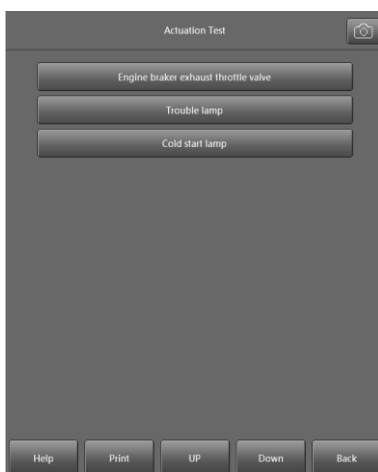 Actuation Test
Engine braker exhaust throttle valve
Trouble lamp
Cold start lamp
Help Print UP Down Back